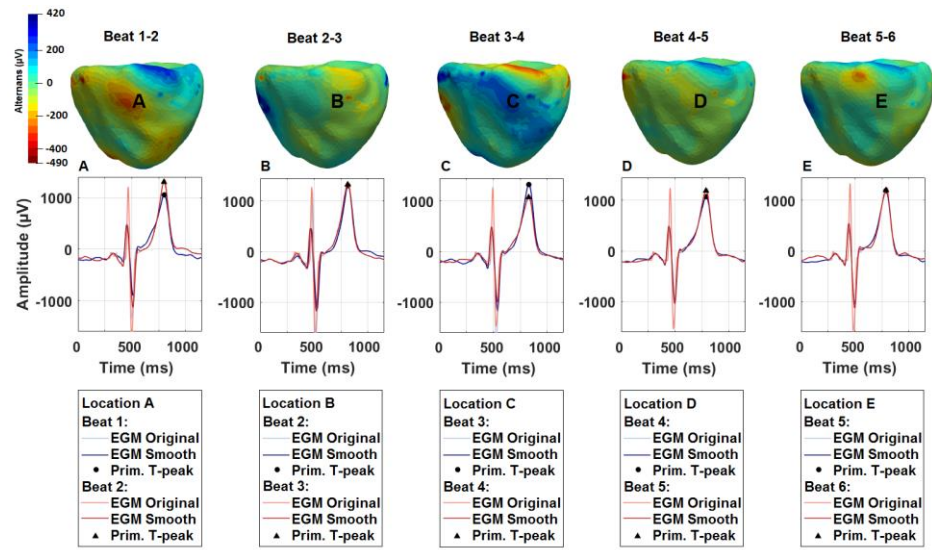 Beat 1-2 Beat 2-3 Beat 3-4 Beat 4-5 Beat 5-6
Alternans (µV)
420
200
0
-200
-400
-490
A B C D E
A B C D E
Amplitude (µV)
1000
0
-1000
1000
0
-1000
1000
0
-1000
1000
0
-1000
1000
0
-1000
0 500 1000 0 500 1000 0 500 1000 0 500 1000 0 500 1000
Time (ms) Time (ms) Time (ms) Time (ms) Time (ms)
Location A
Beat 1:
EGM Original
EGM Smooth
Prim. T-peak
Beat 2:
EGM Original
EGM Smooth
Prim. T-peak
Location B
Beat 2:
EGM Original
EGM Smooth
Prim. T-peak
Beat 3:
EGM Original
EGM Smooth
Prim. T-peak
Location C
Beat 3:
EGM Original
EGM Smooth
Prim. T-peak
Beat 4:
EGM Original
EGM Smooth
Prim. T-peak
Location D
Beat 4:
EGM Original
EGM Smooth
Prim. T-peak
Beat 5:
EGM Original
EGM Smooth
Prim. T-peak
Location E
Beat 5:
EGM Original
EGM Smooth
Prim. T-peak
Beat 6:
EGM Original
EGM Smooth
Prim. T-peak